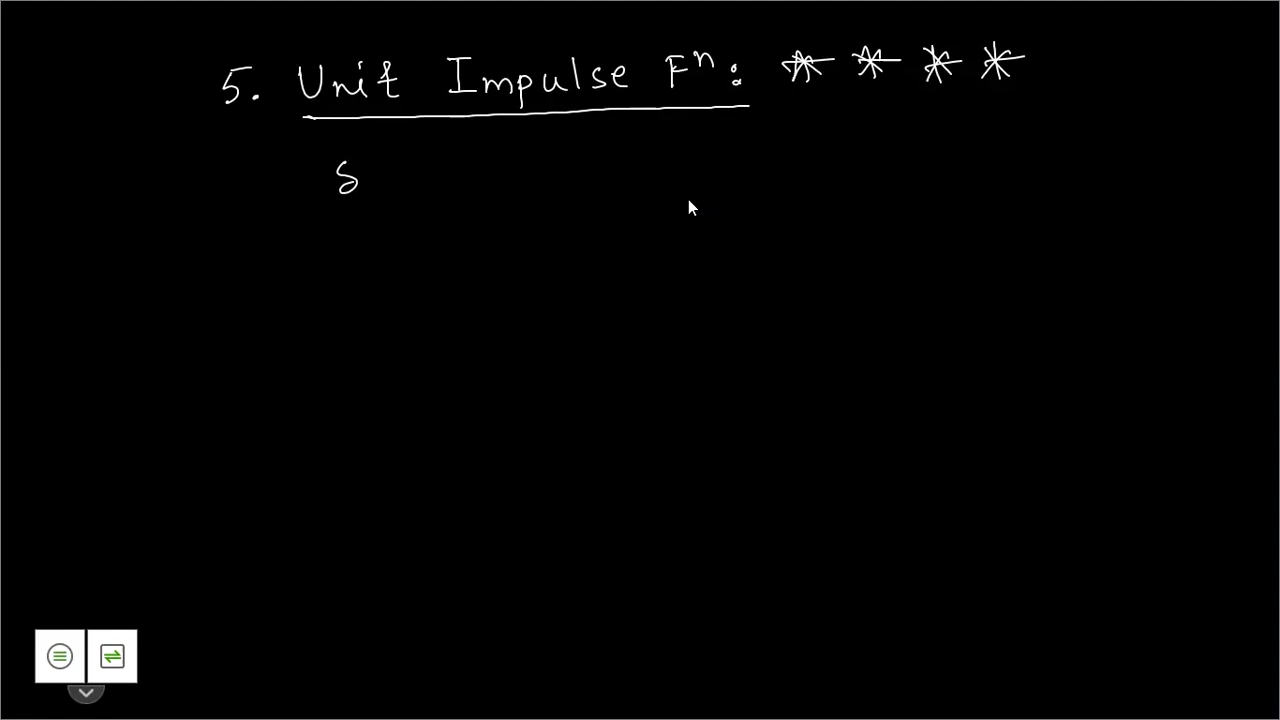 5. Unit Impulse Fⁿ: * * * *
δ